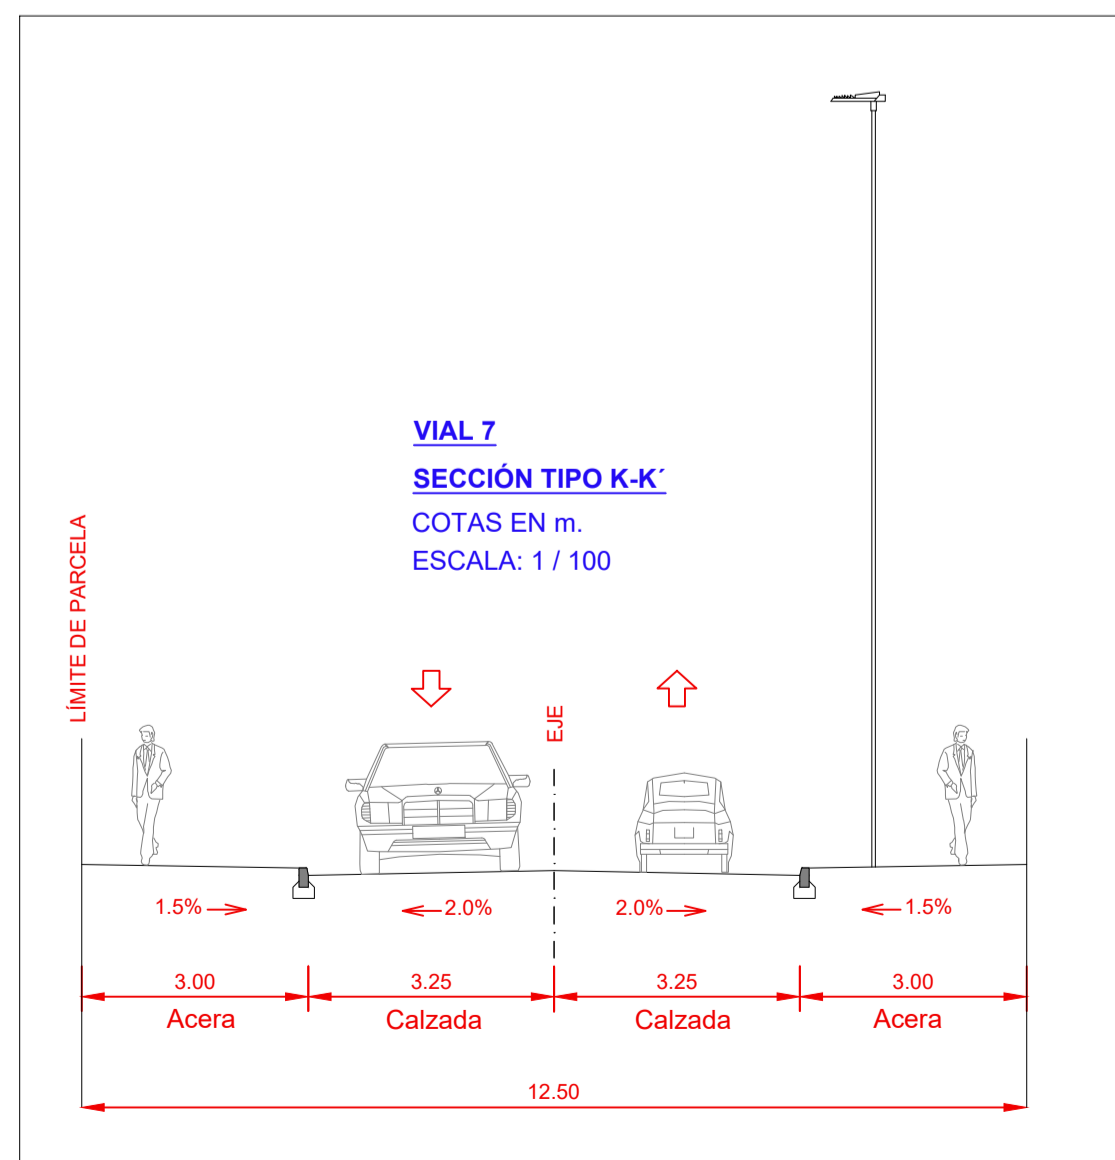 VIAL 7
SECCIÓN TIPO K-K´
COTAS EN m.
ESCALA: 1 / 100
LÍMITE DE PARCELA
EJE
1.5%
2.0%
2.0%
1.5%
3.00
3.25
3.25
3.00
Acera
Calzada
Calzada
Acera
12.50